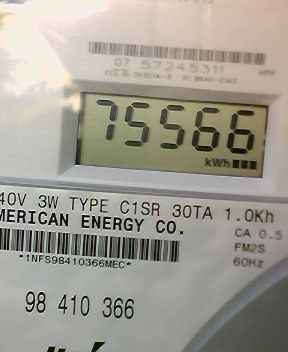 07 57245311
75566
kWh
40V 3W TYPE C1SR 30TA 1.0Kh
MERICAN ENERGY CO.
CA 0.5
FM2S
*1NFS98410366MEC*
60Hz
98 410 366